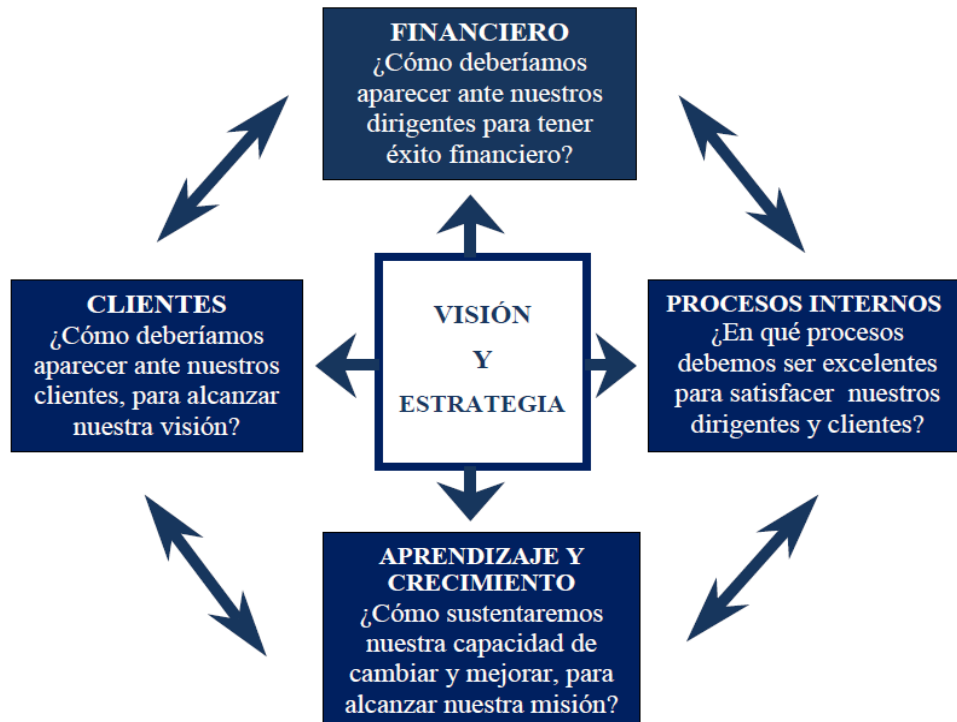 FINANCIERO
¿Cómo deberíamos
aparecer ante nuestros
dirigentes para tener
éxito financiero?
CLIENTES
¿Cómo deberíamos
aparecer ante nuestros
clientes, para alcanzar
nuestra visión?
VISIÓN
Y
ESTRATEGIA
PROCESOS INTERNOS
¿En qué procesos
debemos ser excelentes
para satisfacer nuestros
dirigentes y clientes?
APRENDIZAJE Y
CRECIMIENTO
¿Cómo sustentaremos
nuestra capacidad de
cambiar y mejorar, para
alcanzar nuestra misión?